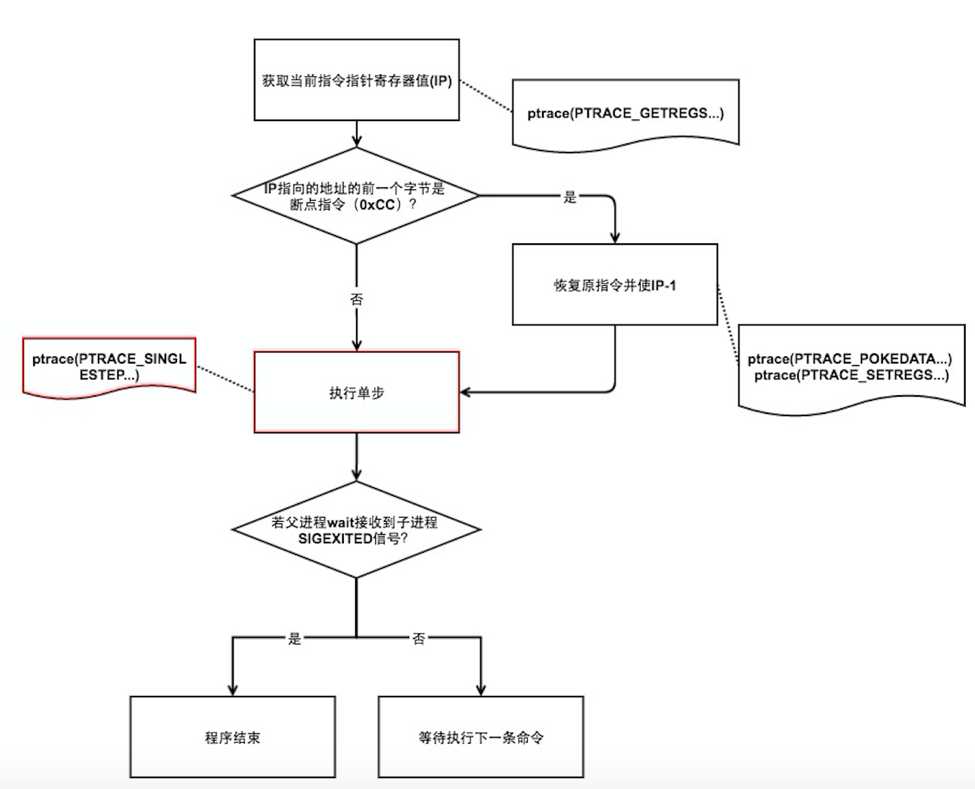 获取当前指令指针寄存器值(IP)
ptrace(PTRACE_GETREGS...)
IP指向的地址的前一个字节是
断点指令（0xCC）?
是
恢复原指令并使IP-1
否
ptrace(PTRACE_SINGL
ESTEP...)
执行单步
ptrace(PTRACE_POKEDATA...)
ptrace(PTRACE_SETREGS...)
若父进程wait接收到子进程
SIGEXITED信号?
是
否
程序结束
等待执行下一条命令